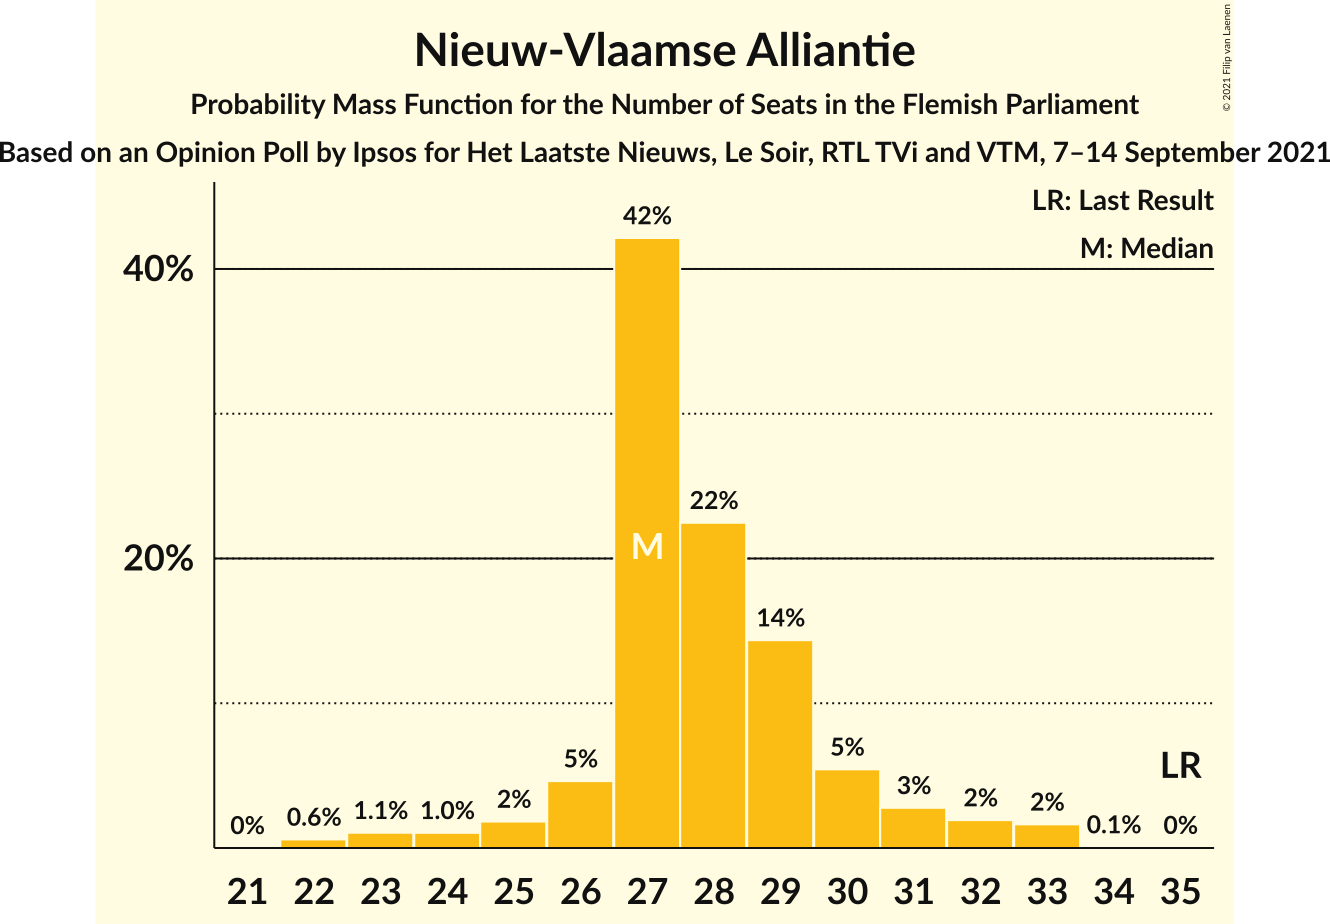 Nieuw-Vlaamse Alliantie
Probability Mass Function for the Number of Seats in the Flemish Parliament
Based on an Opinion Poll by Ipsos for Het Laatste Nieuws, Le Soir, RTL TVi and VTM, 7–14 September 2021
© 2021 Filip van Laenen
LR: Last Result
M: Median
40%
20%
0%
0.6%
1.1%
1.0%
2%
5%
42%
M
22%
14%
5%
3%
2%
2%
0.1%
0%
LR
21 22 23 24 25 26 27 28 29 30 31 32 33 34 35